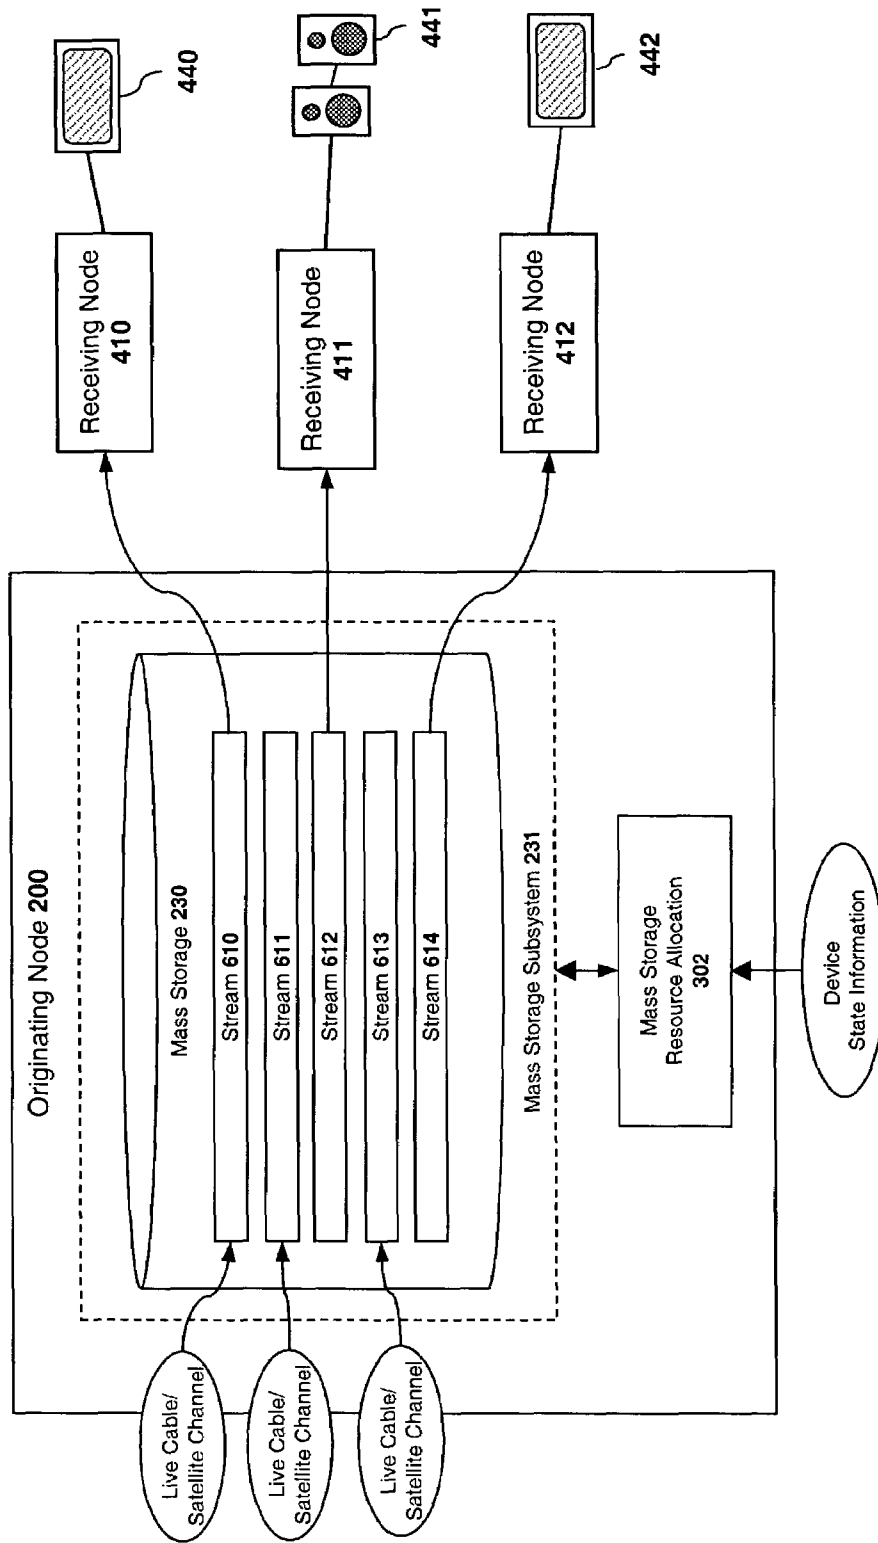 Originating Node 200
Live Cable/
Satellite Channel
Live Cable/
Satellite Channel
Live Cable/
Satellite Channel
Mass Storage 230
Stream 610
Stream 611
Stream 612
Stream 613
Stream 614
Mass Storage Subsystem 231
Mass Storage
Resource Allocation
302
Device
State Information
Receiving Node
410
440
Receiving Node
411
441
Receiving Node
412
442